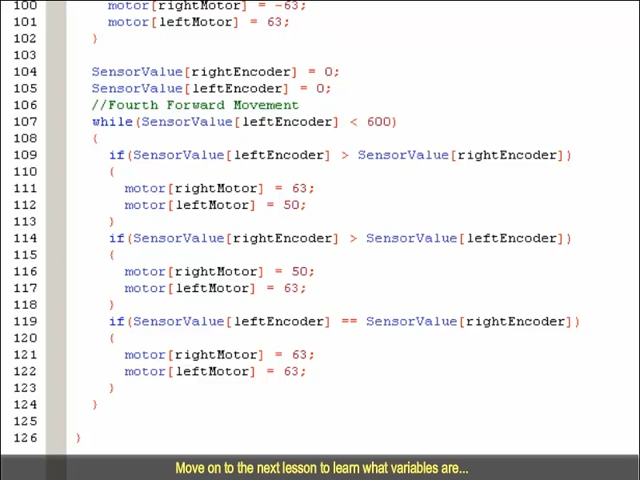 100 motor[rightMotor] = -63;
101 motor[leftMotor] = 63;
102 }
103
104 SensorValue[rightEncoder] = 0;
105 SensorValue[leftEncoder] = 0;
106 //Fourth Forward Movement
107 while(SensorValue[leftEncoder] < 600)
108 {
109 if(SensorValue[leftEncoder] > SensorValue[rightEncoder])
110 {
111 motor[rightMotor] = 63;
112 motor[leftMotor] = 50;
113 }
114 if(SensorValue[rightEncoder] > SensorValue[leftEncoder])
115 {
116 motor[rightMotor] = 50;
117 motor[leftMotor] = 63;
118 }
119 if(SensorValue[leftEncoder] == SensorValue[rightEncoder])
120 {
121 motor[rightMotor] = 63;
122 motor[leftMotor] = 63;
123 }
124 }
125
126 }
Move on to the next lesson to learn what variables are...